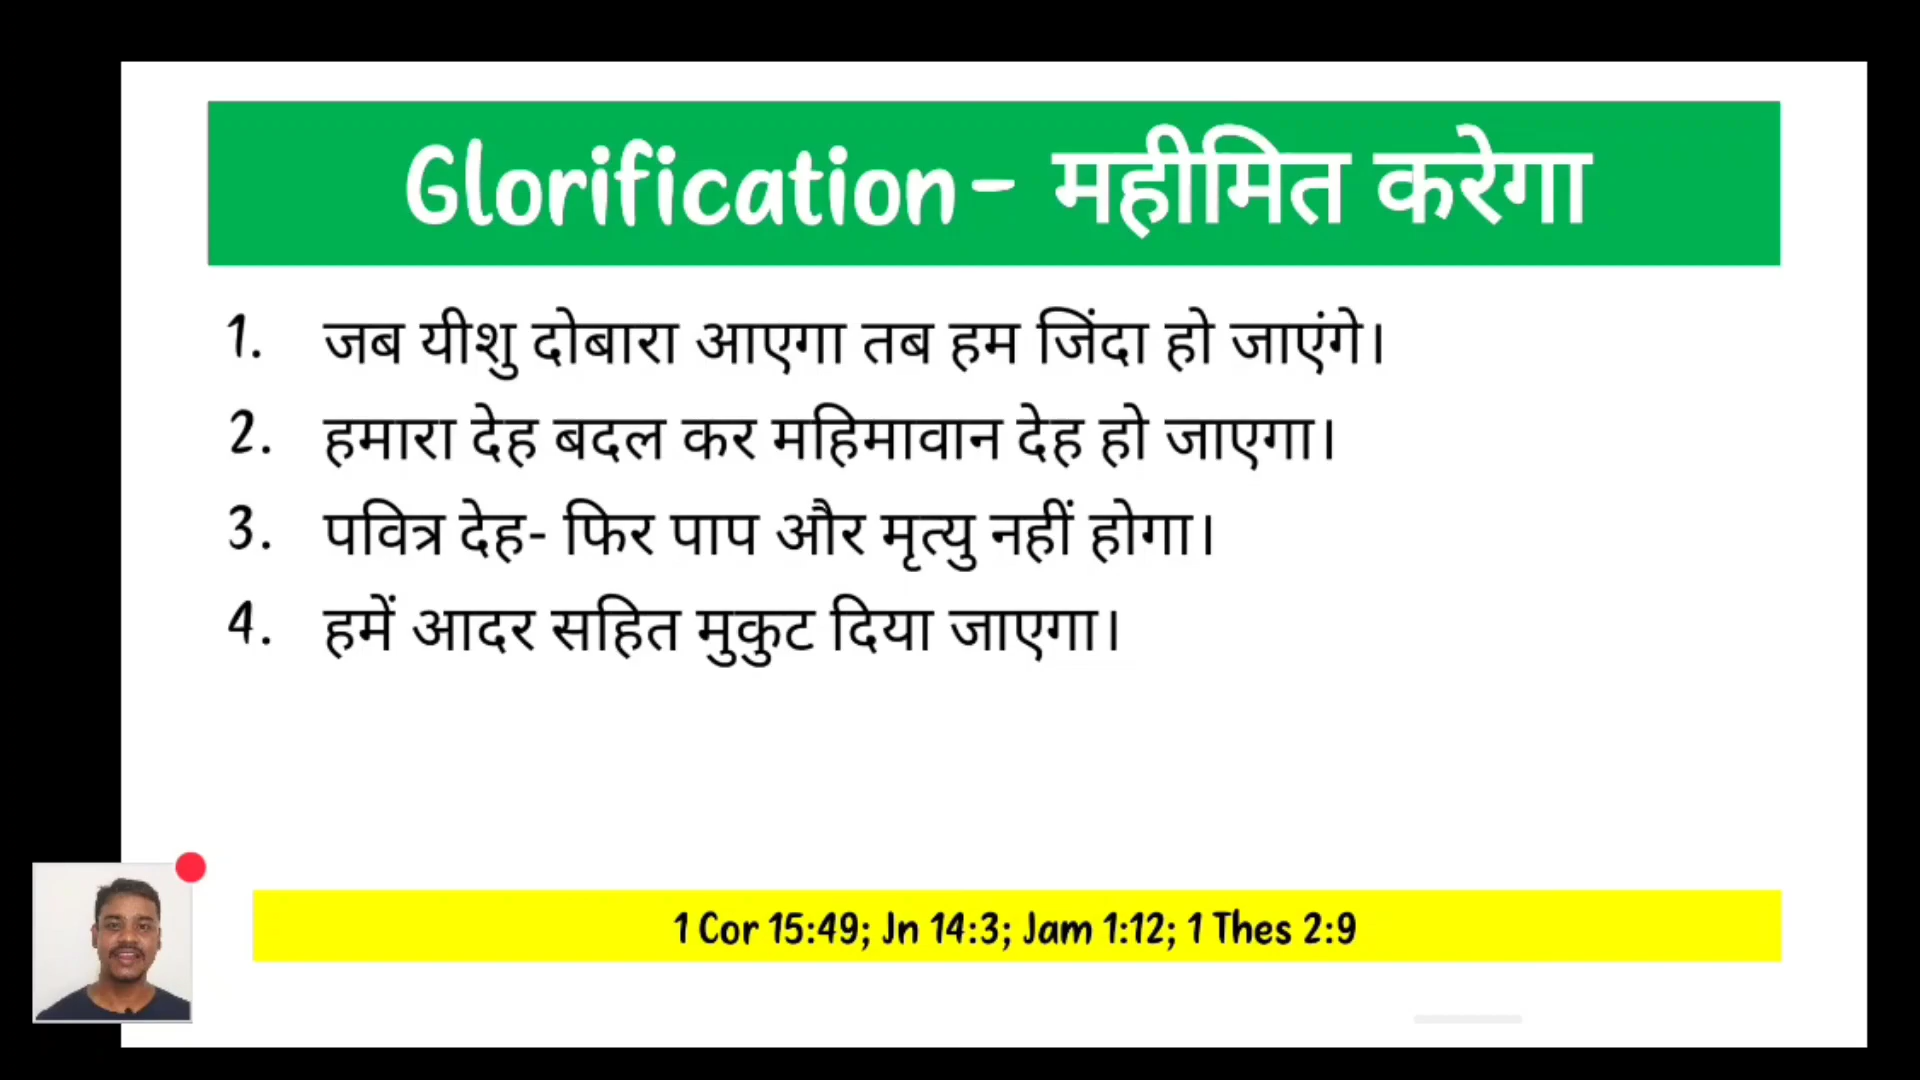 Glorification- महीमित करेगा
1. जब यीशु दोबारा आएगा तब हम जिंदा हो जाएंगे।
2. हमारा देह बदल कर महिमावान देह हो जाएगा।
3. पवित्र देह- फिर पाप और मृत्यु नहीं होगा।
4. हमें आदर सहित मुकुट दिया जाएगा।
1 Cor 15:49; Jn 14:3; Jam 1:12; 1 Thes 2:9